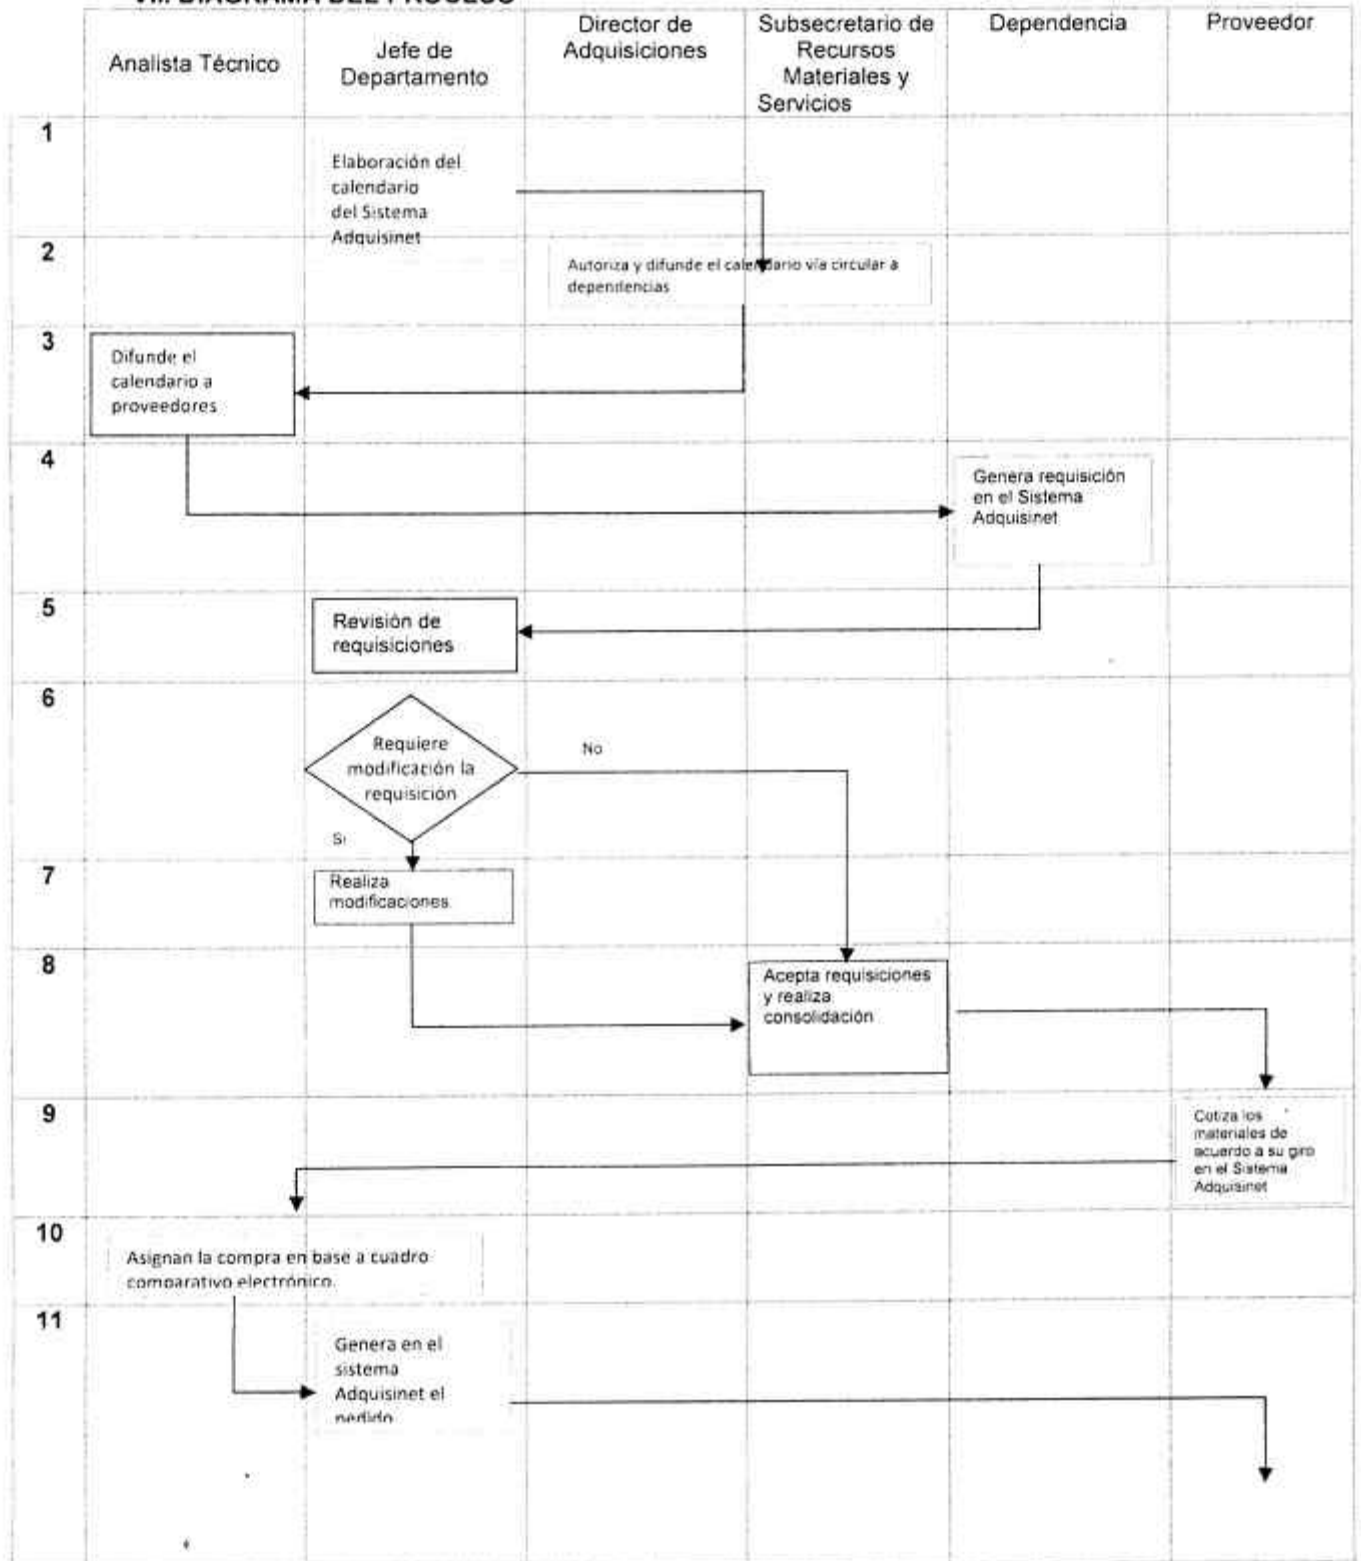 VIII DIAGRAMA DEL PROCESO
Analista Técnico
Jefe de
Departamento
Director de
Adquisiciones
Subsecretario de
Recursos
Materiales y
Servicios
Dependencia
Proveedor
1
Elaboración del
calendario
del Sistema
Adquisinet
2
Autoriza y difunde el calendario vía circular a
dependencias
3
Difunde el
calendario a
proveedores
4
Genera requisición
en el Sistema
Adquisinet
5
Revisión de
requisiciones
6
Requiere
modificación la
requisición
No
Si
7
Realiza
modificaciones
8
Acepta requisiciones
y realiza
consolidación
9
Cotiza los
materiales de
acuerdo a su giro
en el Sistema
Adquisinet
10
Asignan la compra en base a cuadro
comparativo electrónico.
11
Genera en el
sistema
Adquisinet el
pedido